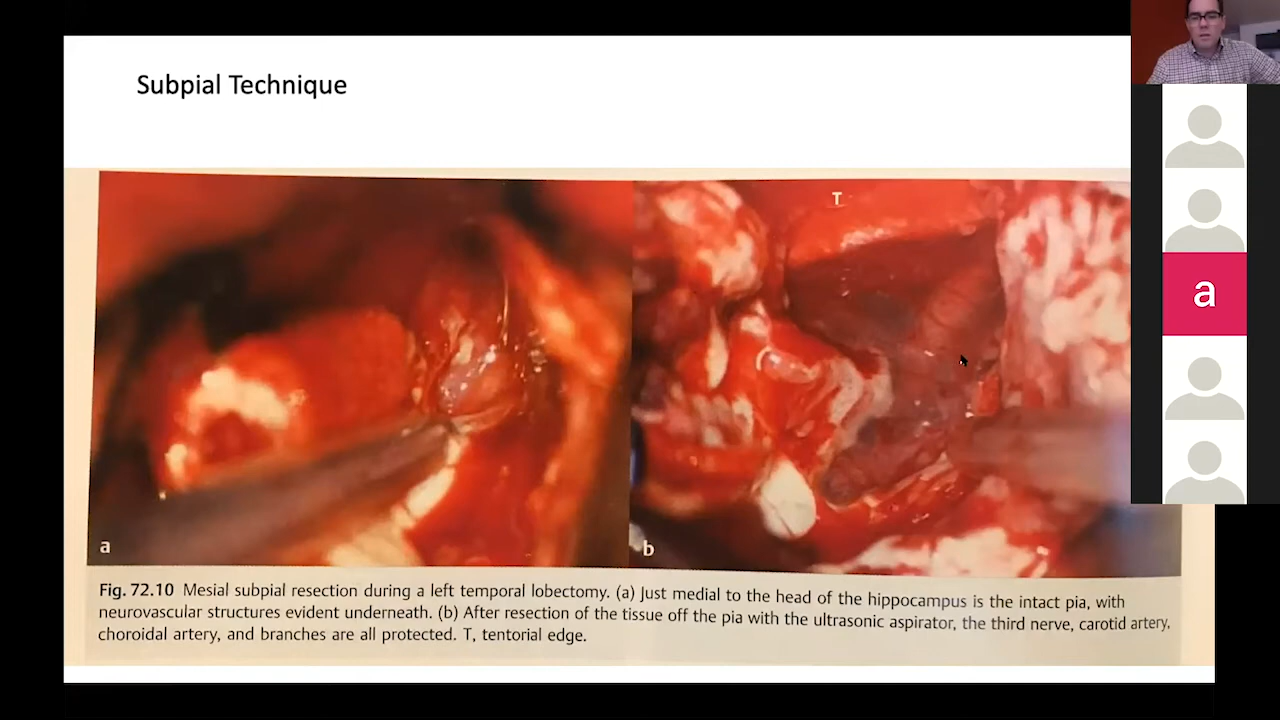 Subpial Technique
T
a
a
b
Fig. 72.10 Mesial subpial resection during a left temporal lobectomy. (a) Just medial to the head of the hippocampus is the intact pia, with
neurovascular structures evident underneath. (b) After resection of the tissue off the pia with the ultrasonic aspirator, the third nerve, carotid artery,
choroidal artery, and branches are all protected. T, tentorial edge.